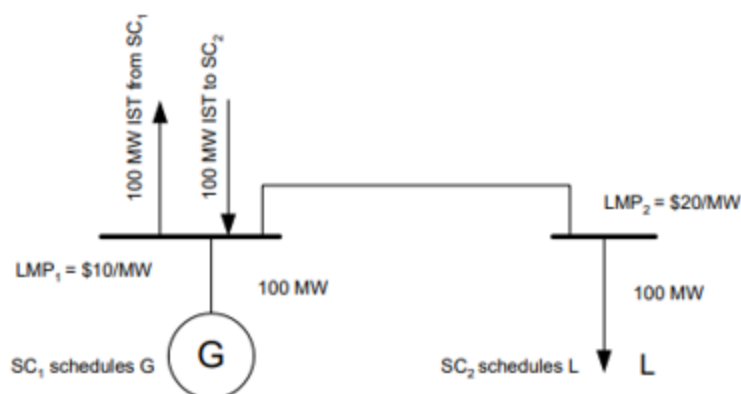 100 MW IST from SC₁
100 MW IST to SC₂
LMP₂ = $20/MW
LMP₁ = $10/MW
100 MW
100 MW
SC₁ schedules G
G
SC₂ schedules L
L